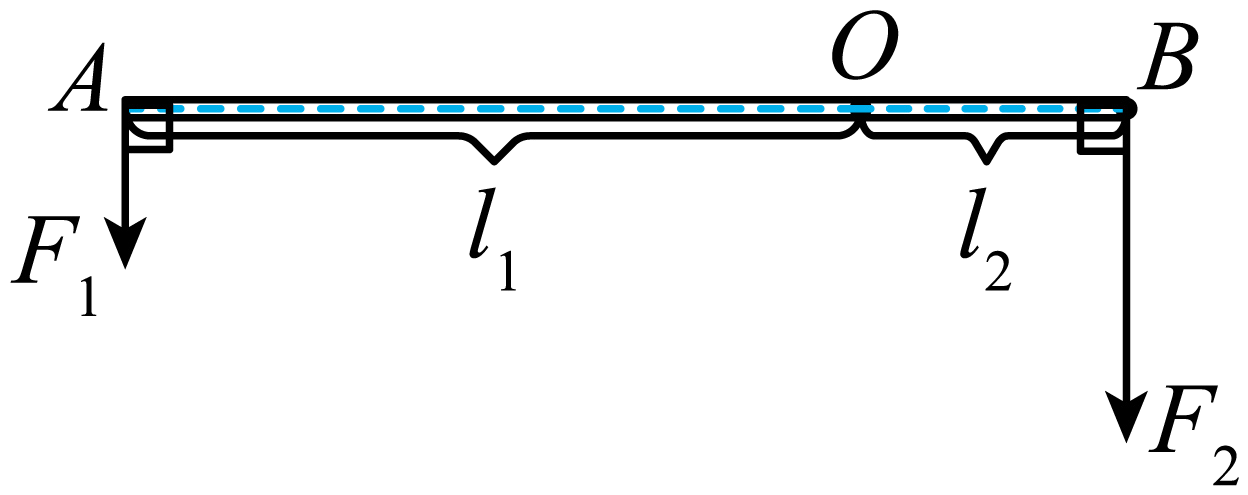 A O B
F₁ l₁ l₂
F₂